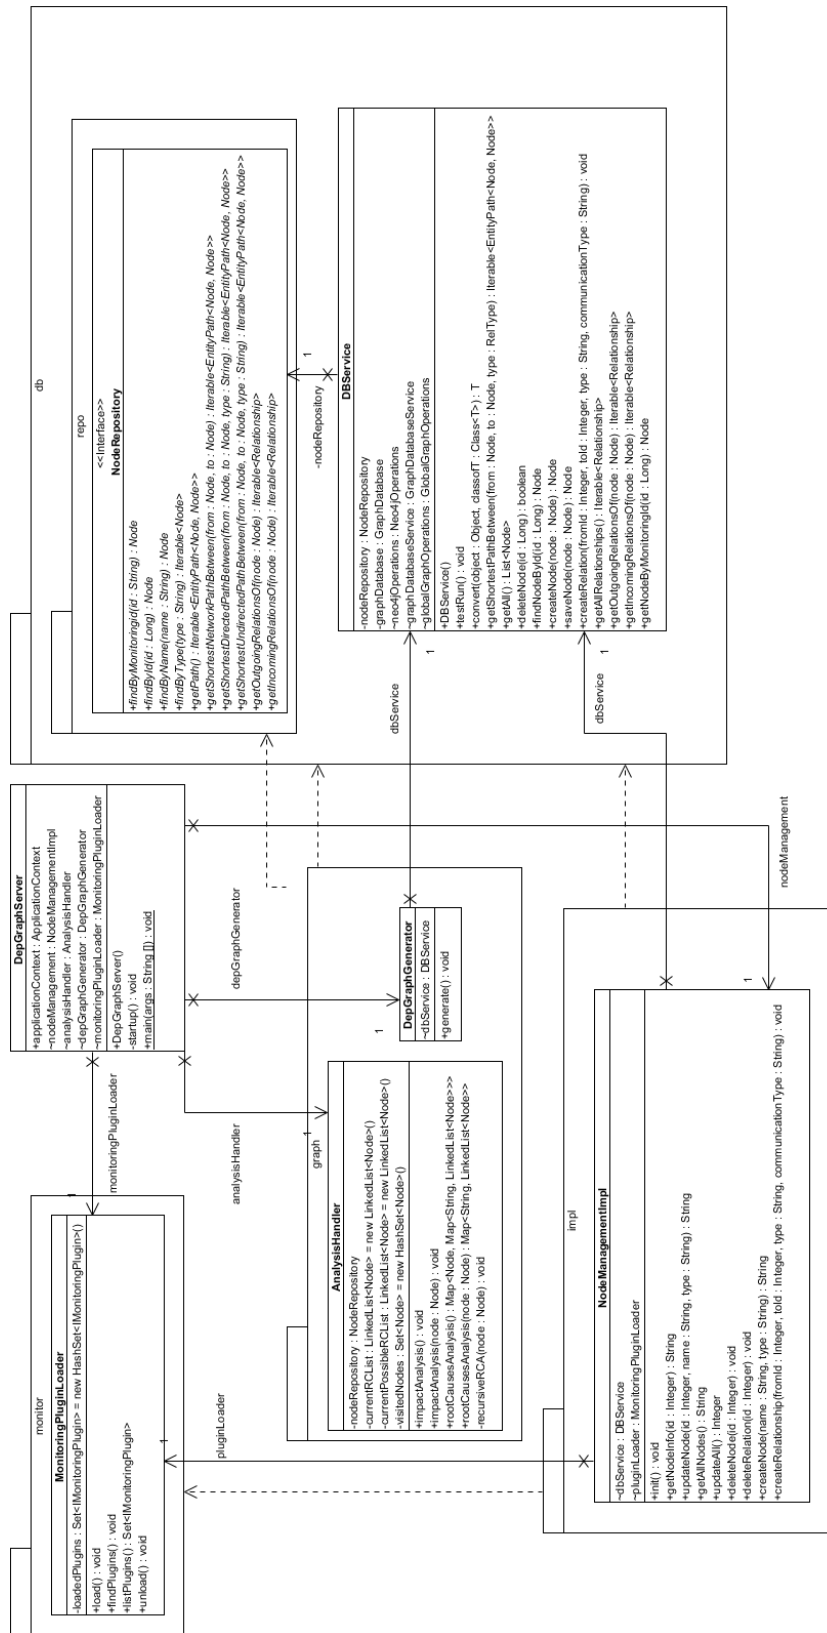 monitor
MonitoringPluginLoader
-loadedPlugins : Set<IMonitoringPlugin> = new HashSet<IMonitoringPlugin>()
+load() : void
+findPlugins() : void
+listPlugins() : Set<IMonitoringPlugin>
+unload() : void
1
monitoringPluginLoader
DepGraphServer
+applicationContext : ApplicationContext
~nodeManagement : NodeManagementImpl
~analysisHandler : AnalysisHandler
~depGraphGenerator : DepGraphGenerator
~monitoringPluginLoader : MonitoringPluginLoader
+DepGraphServer()
-startup() : void
+main(args : String []) : void
db
repo
<<Interface>>
NodeRepository
+findByMonitoringId(id : String) : Node
+findById(id : Long) : Node
+findByName(name : String) : Node
+findByType(type : String) : Iterable<Node>
+getPath() : Iterable<EntityPath<Node, Node>>
+getShortestNetworkPathBetween(from : Node, to : Node) : Iterable<EntityPath<Node, Node>>
+getShortestDirectedPathBetween(from : Node, to : Node, type : String) : Iterable<EntityPath<Node, Node>>
+getShortestUndirectedPathBetween(from : Node, to : Node, type : String) : Iterable<EntityPath<Node, Node>>
+getOutgoingRelationsOf(node : Node) : Iterable<Relationship>
+getIncomingRelationsOf(node : Node) : Iterable<Relationship>
1
-nodeRepository
DBService
-nodeRepository : NodeRepository
-graphDatabase : GraphDatabase
~neo4jOperations : Neo4jOperations
~graphDatabaseService : GraphDatabaseService
~globalGraphOperations : GlobalGraphOperations
+DBService()
+testRun() : void
+convert(object : Object, classofT : Class<T>) : T
+getShortestPathBetween(from : Node, to : Node, type : RelType) : Iterable<EntityPath<Node, Node>>
+getAll() : List<Node>
+deleteNode(id : Long) : boolean
+findNodeById(id : Long) : Node
+createNode(node : Node) : Node
+saveNode(node : Node) : Node
+createRelation(fromId : Integer, toId : Integer, type : String, communicationType : String) : void
+getAllRelationships() : Iterable<Relationship>
+getOutgoingRelationsOf(node : Node) : Iterable<Relationship>
+getIncomingRelationsOf(node : Node) : Iterable<Relationship>
+getNodeByMonitoringId(id : Long) : Node
1
dbService
1
dbService
analysisHandler
1
depGraphGenerator
1
graph
AnalysisHandler
-nodeRepository : NodeRepository
-currentRCList : LinkedList<Node> = new LinkedList<Node>()
-currentPossibleRCList : LinkedList<Node> = new LinkedList<Node>()
-visitedNodes : Set<Node> = new HashSet<Node>()
+impactAnalysis() : void
+impactAnalysis(node : Node) : void
+rootCausesAnalysis() : Map<Node, Map<String, LinkedList<Node>>>
+rootCausesAnalysis(node : Node) : Map<String, LinkedList<Node>>
-recursiveRCA(node : Node) : void
DepGraphGenerator
~dbService : DBService
+generate() : void
1
pluginLoader
1
nodeManagement
impl
NodeManagementImpl
~dbService : DBService
~pluginLoader : MonitoringPluginLoader
+init() : void
+getNodeInfo(id : Integer) : String
+updateNode(id : Integer, name : String, type : String) : String
+getAllNodes() : String
+updateAll() : Integer
+deleteNode(id : Integer) : void
+deleteRelation(id : Integer) : void
+createNode(name : String, type : String) : String
+createRelationship(fromId : Integer, toId : Integer, type : String, communicationType : String) : void